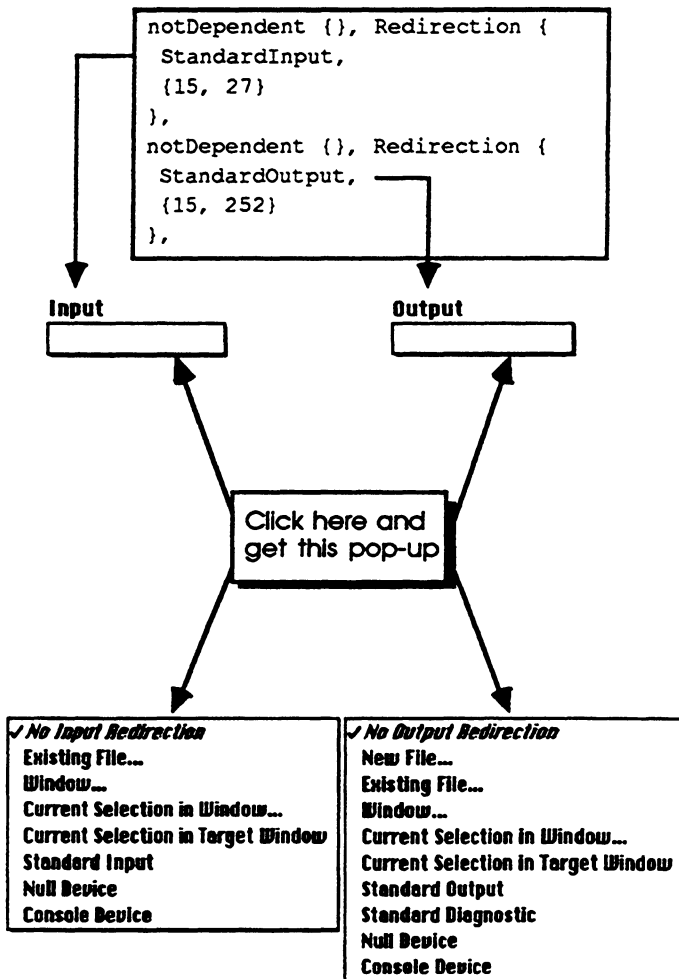 notDependent {}, Redirection {
StandardInput,
{15, 27}
},
notDependent {}, Redirection {
StandardOutput,
{15, 252}
},
Input
Output
Click here and
get this pop-up
✓ No Input Redirection
Existing File...
Window...
Current Selection in Window...
Current Selection in Target Window
Standard Input
Null Device
Console Device
✓ No Output Redirection
New File...
Existing File...
Window...
Current Selection in Window...
Current Selection in Target Window
Standard Output
Standard Diagnostic
Null Device
Console Device